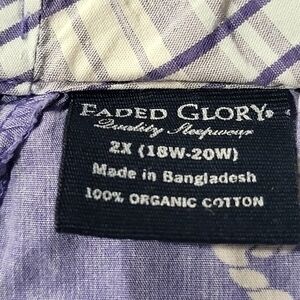 FADED GLORY®
Quality Sleepwear
2X (18W-20W)
Made in Bangladesh
100% ORGANIC COTTON